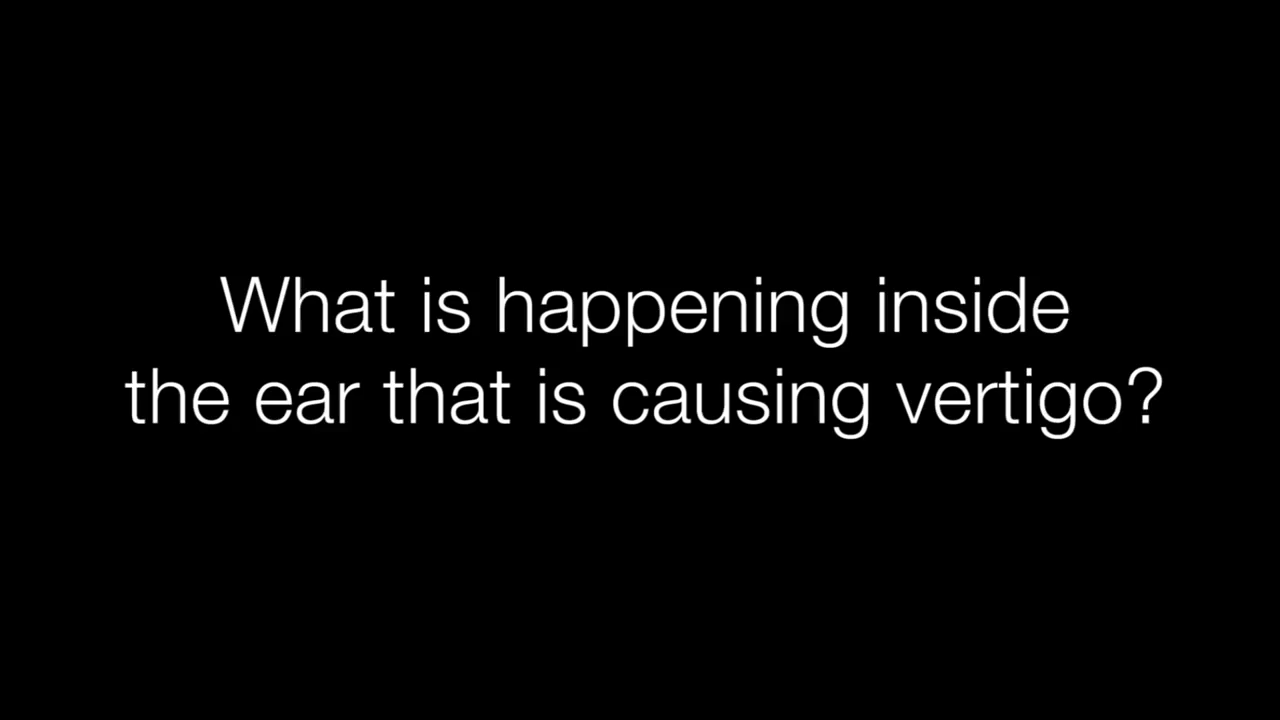 What is happening inside
the ear that is causing vertigo?